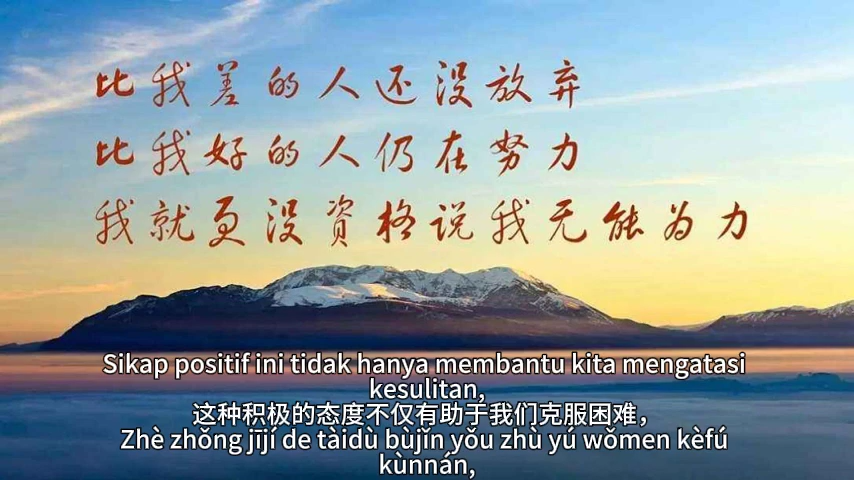 比我差的人还没放弃
比我好的人仍在努力
我就更没資格说我无能为力
Sikap positif ini tidak hanya membantu kita mengatasi
kesulitan,
这种积极的态度不仅有助于我们克服困难，
Zhè zhǒng jījí de tàidù bùjǐn yǒu zhù yú wǒmen kèfú
kùnnán,